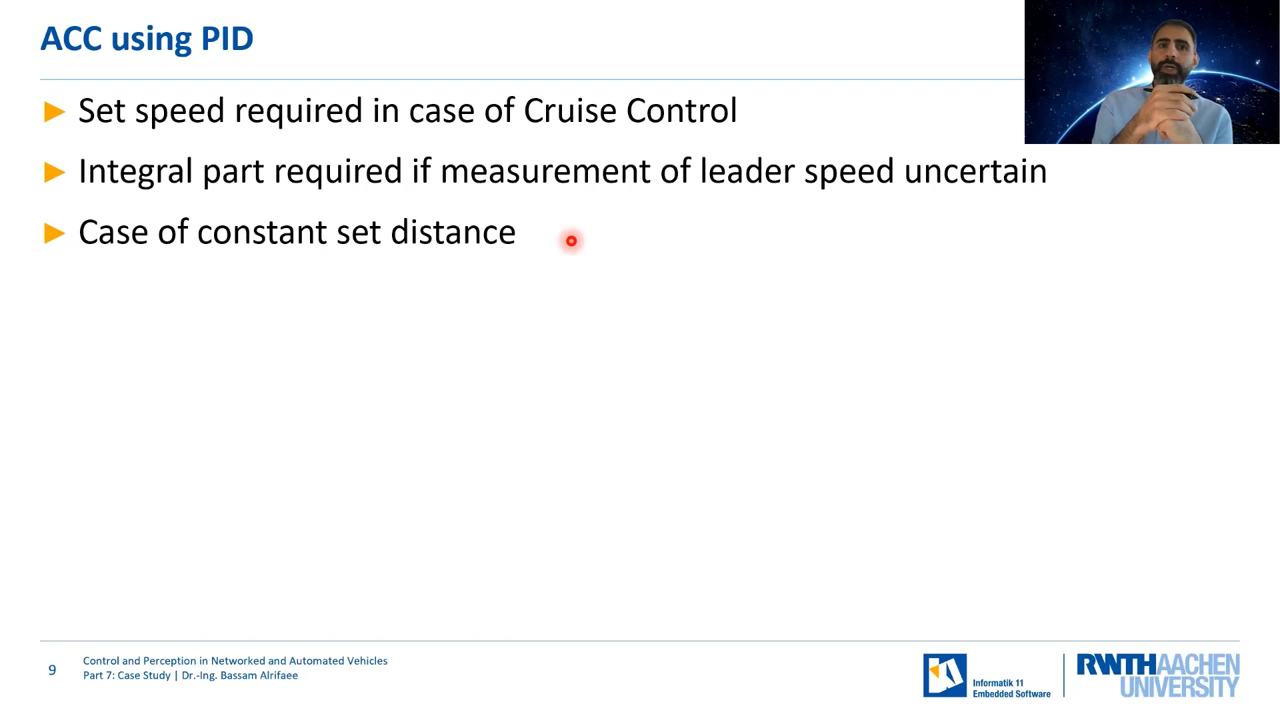 ACC using PID
► Set speed required in case of Cruise Control
► Integral part required if measurement of leader speed uncertain
► Case of constant set distance
9
Control and Perception in Networked and Automated Vehicles
Part 7: Case Study | Dr.-Ing. Bassam Alrifaee
Informatik 11
Embedded Software
RWTHAACHEN
UNIVERSITY